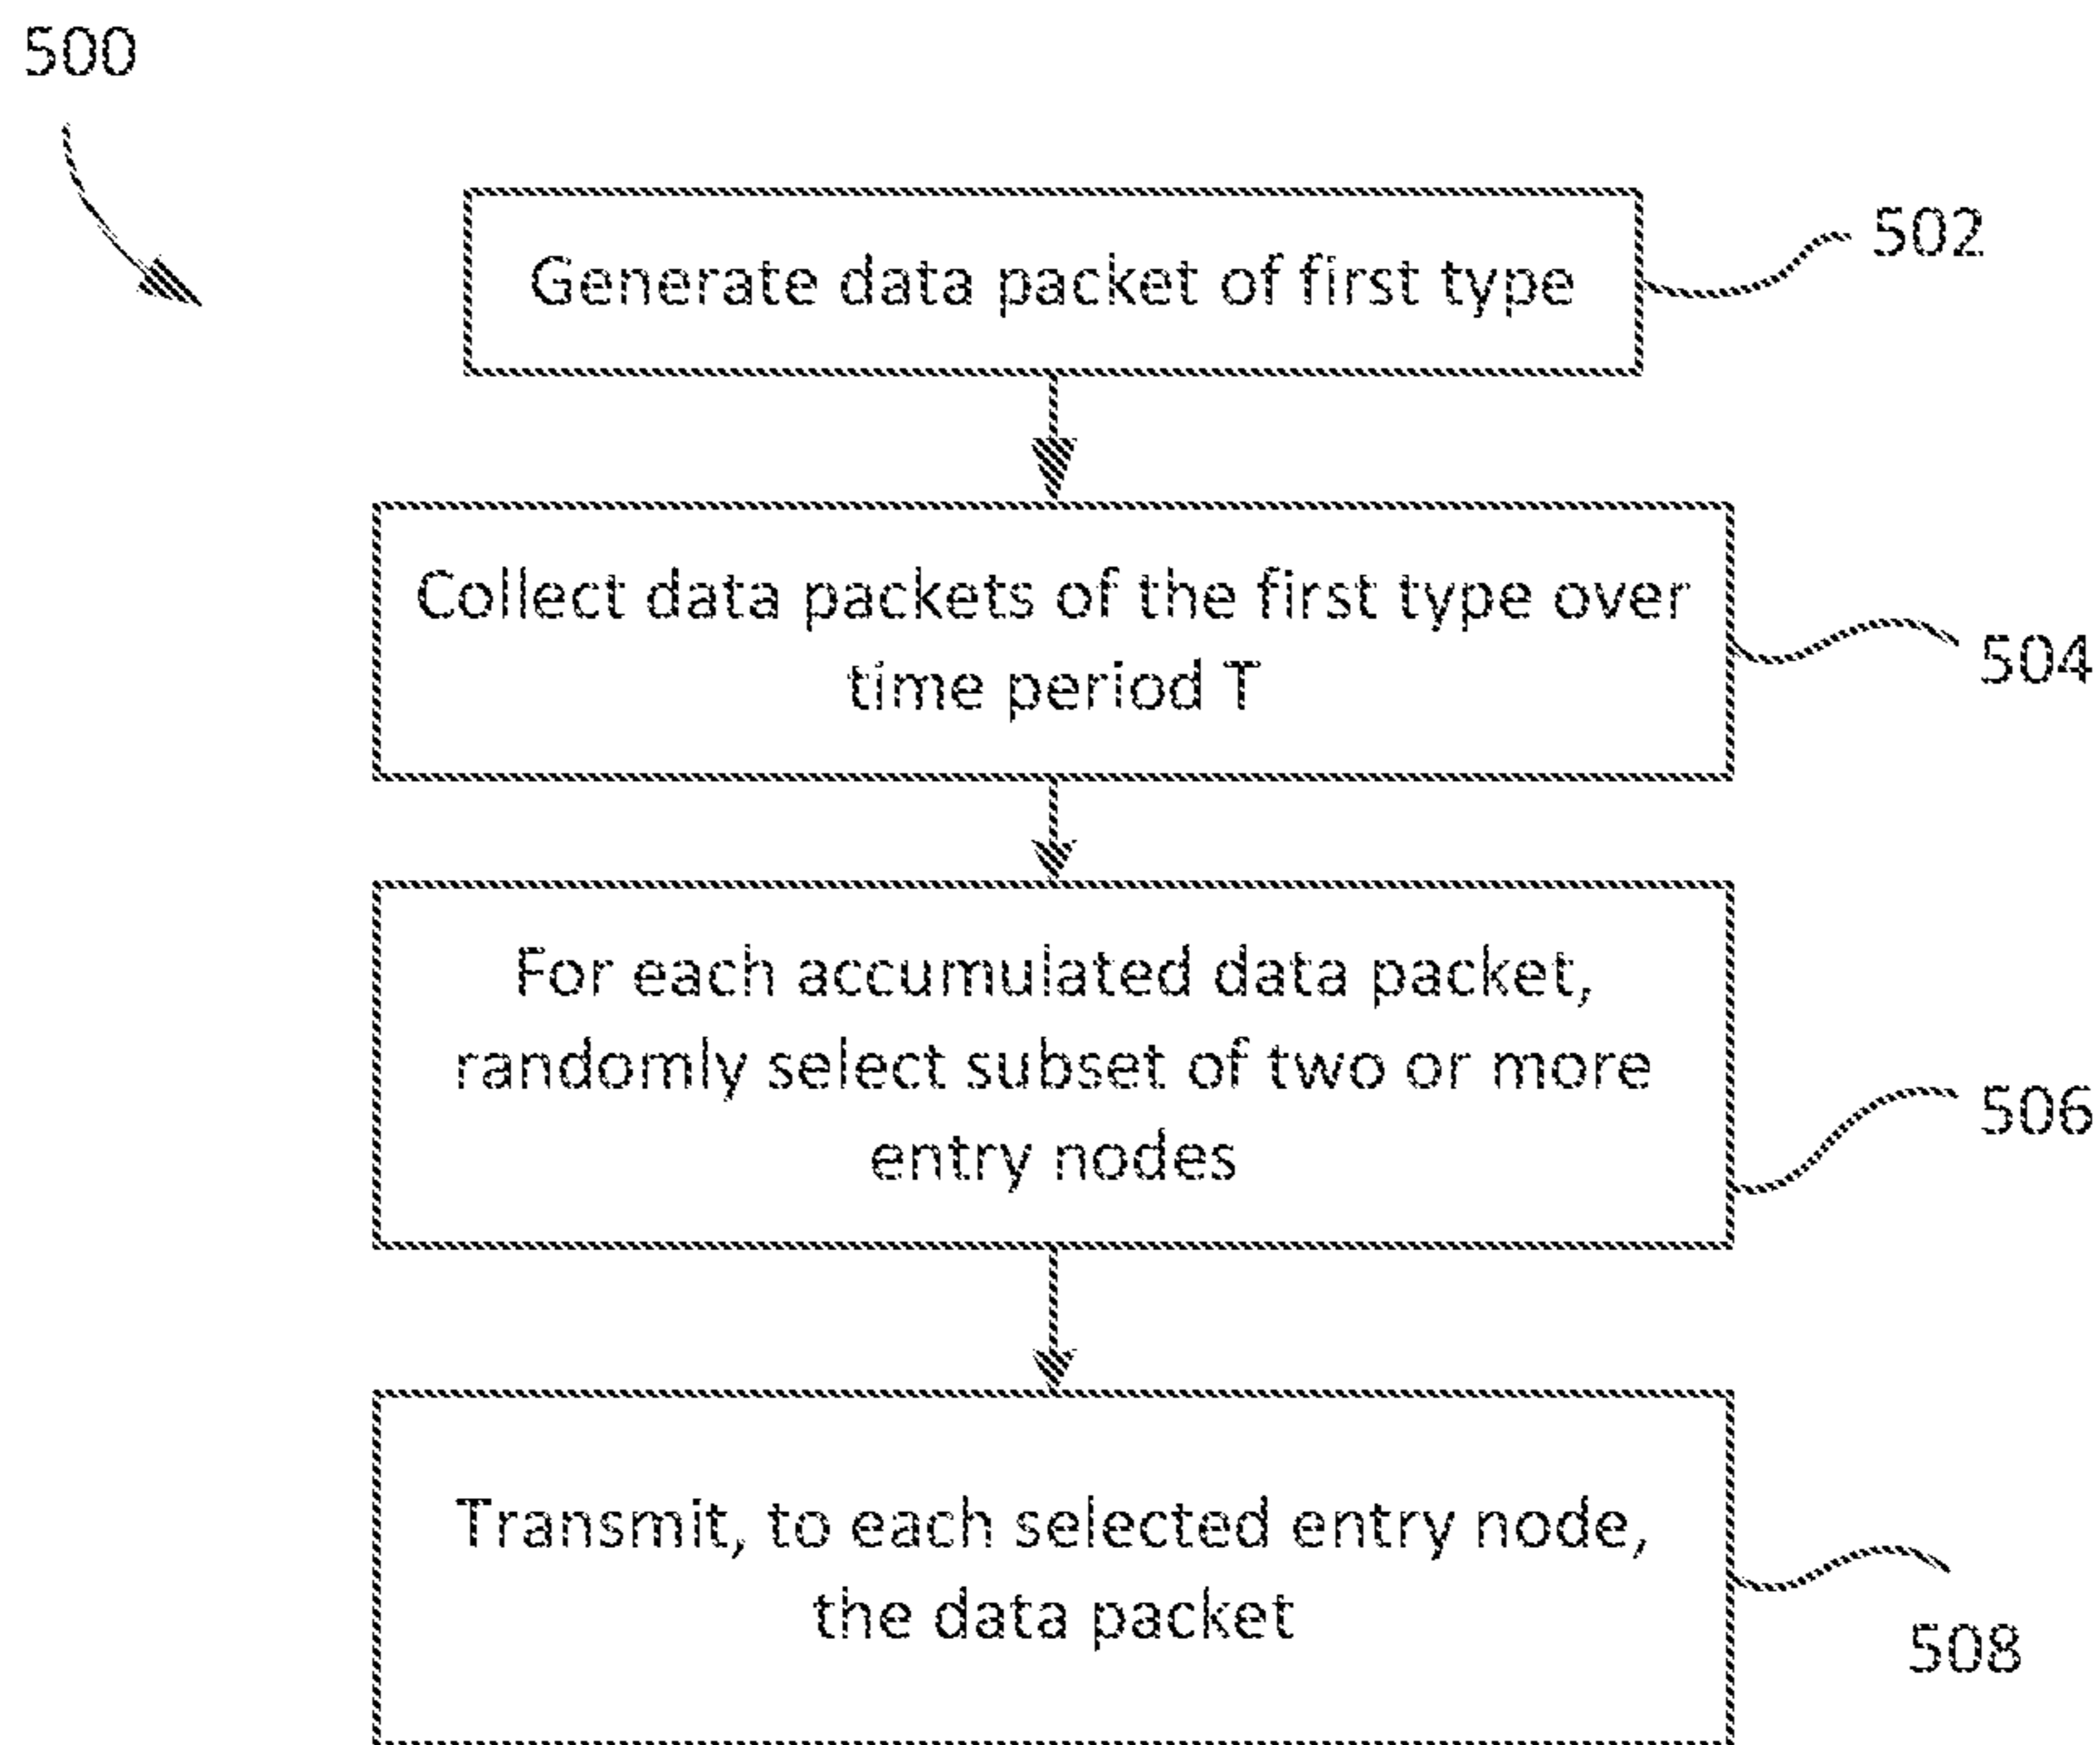 500
Generate data packet of first type
502
Collect data packets of the first type over
time period T
504
For each accumulated data packet,
randomly select subset of two or more
entry nodes
506
Transmit, to each selected entry node,
the data packet
508